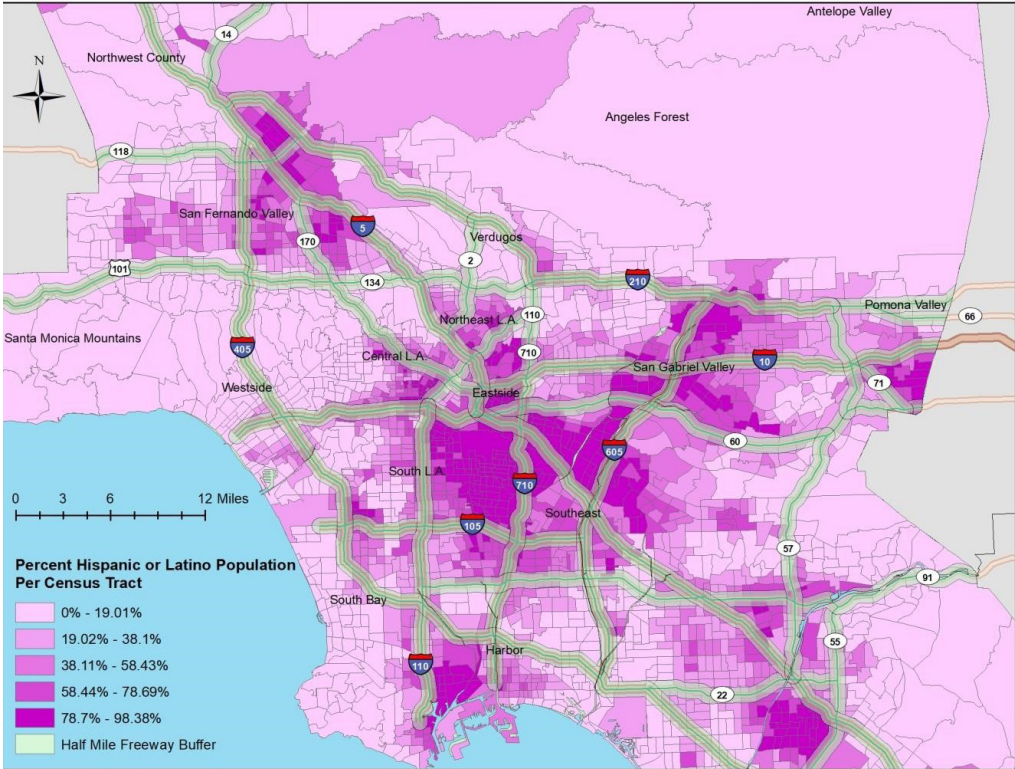 Antelope Valley
14
Northwest County
N
Angeles Forest
118
San Fernando Valley
5
170
Verdugos
2
101
134
210
Pomona Valley
66
110
Northeast L.A.
Santa Monica Mountains
405
Central L.A.
710
San Gabriel Valley
10
71
Westside
Eastside
60
605
South L.A.
710
0 3 6 12 Miles
Southeast
105
57
Percent Hispanic or Latino Population
Per Census Tract
91
0% - 19.01%
South Bay
19.02% - 38.1%
55
38.11% - 58.43%
Harbor
110
58.44% - 78.69%
22
78.7% - 98.38%
Half Mile Freeway Buffer